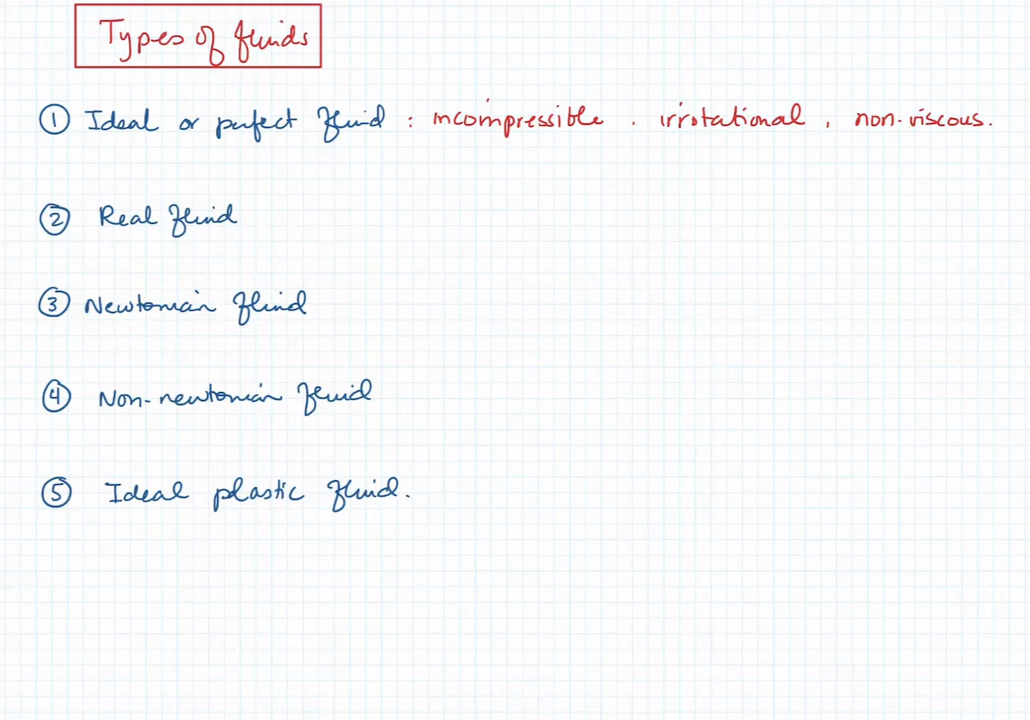 Types of fluids
① Ideal or perfect fluid : incompressible . irrotational , non-viscous.
② Real fluid
③ Newtonian fluid
④ Non-newtonian fluid
⑤ Ideal plastic fluid.